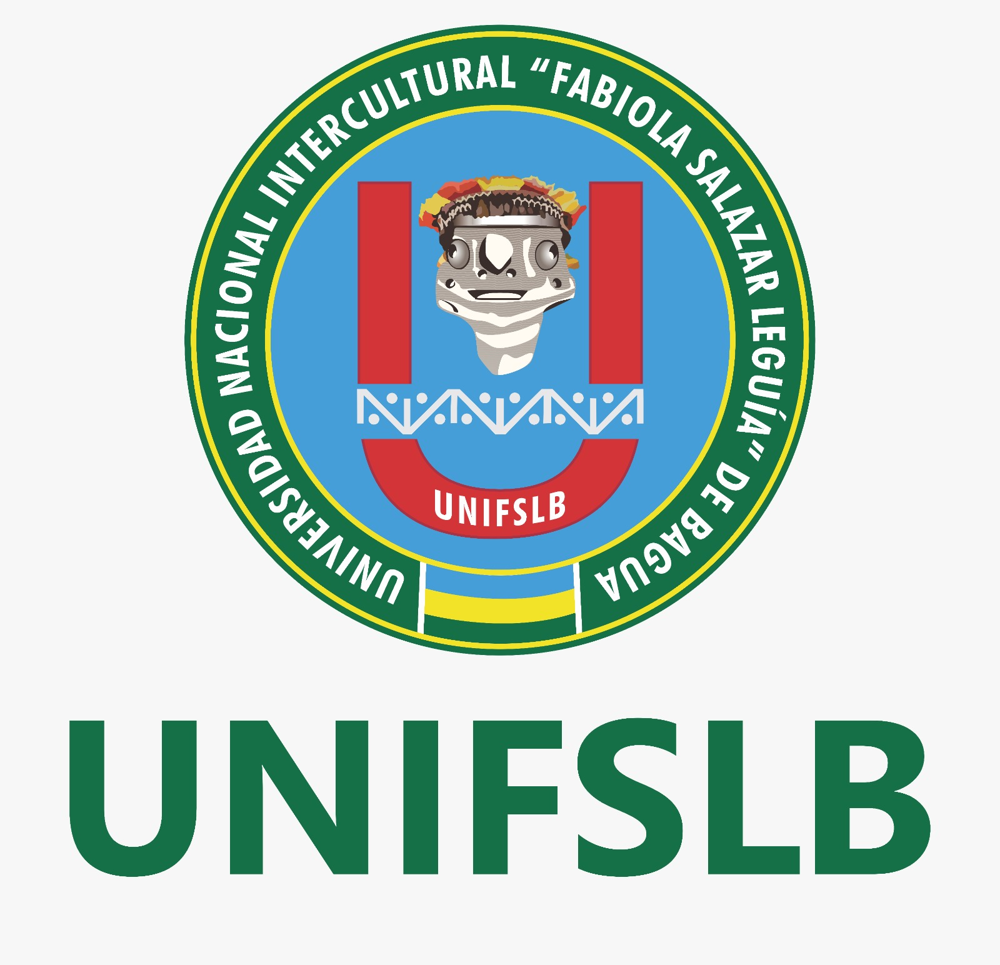 UNIVERSIDAD NACIONAL INTERCULTURAL “FABIOLA SALAZAR LEGUÍA” DE BAGUA
UNIFSLB
UNIFSLB